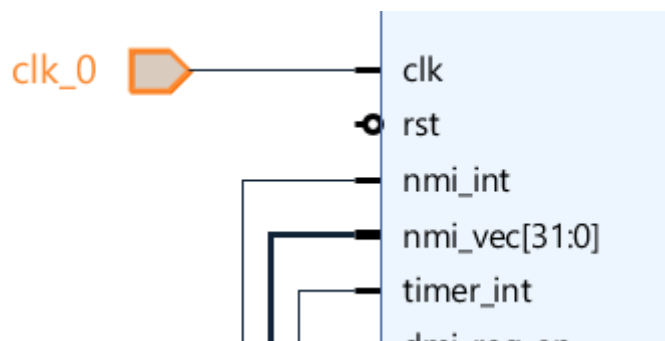 clk_0
clk
rst
nmi_int
nmi_vec[31:0]
timer_int